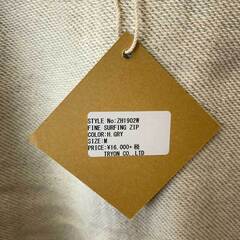 STYLE No:ZH1902W
FINE SURFING ZIP
COLOR:H.GRY
SIZE:M
PRICE:¥16,000+税
TRYON CO.,LTD